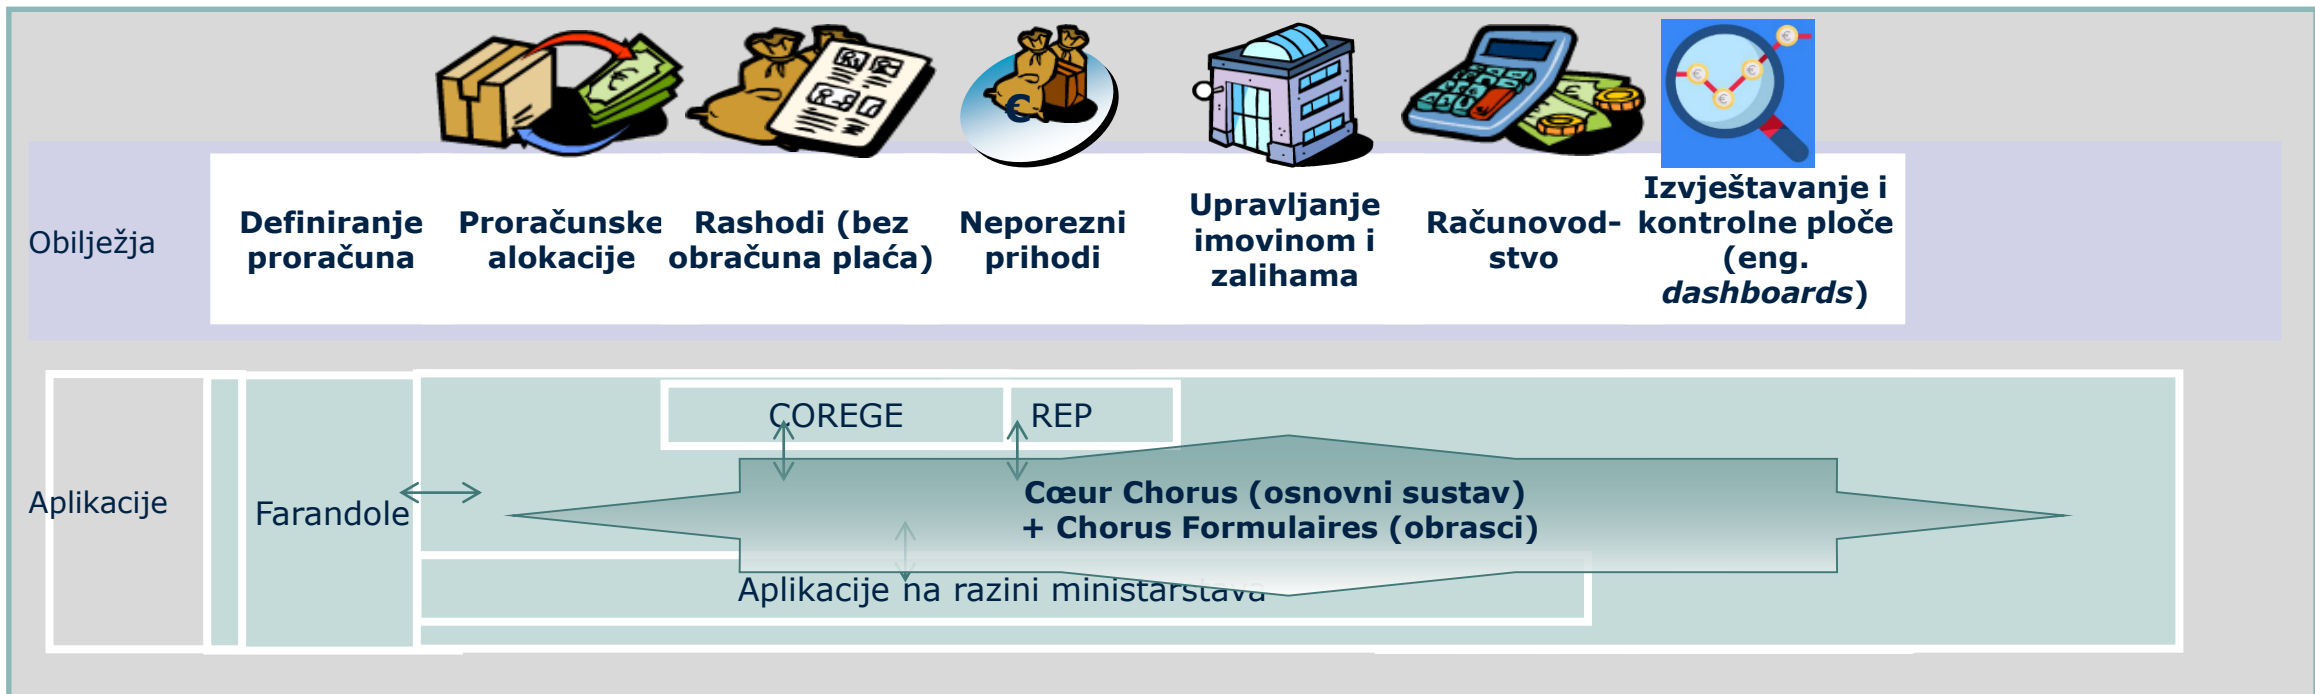 Obilježja
Definiranje
proračuna
Proračunske
alokacije
Rashodi (bez
obračuna plaća)
Neporezni
prihodi
Upravljanje
imovinom i
zalihama
Računovod-
stvo
Izvještavanje i
kontrolne ploče
(eng.
dashboards)
Aplikacije
Farandole
COREGE
REP
Cœur Chorus (osnovni sustav)
+ Chorus Formulaires (obrasci)
Aplikacije na razini ministarstava